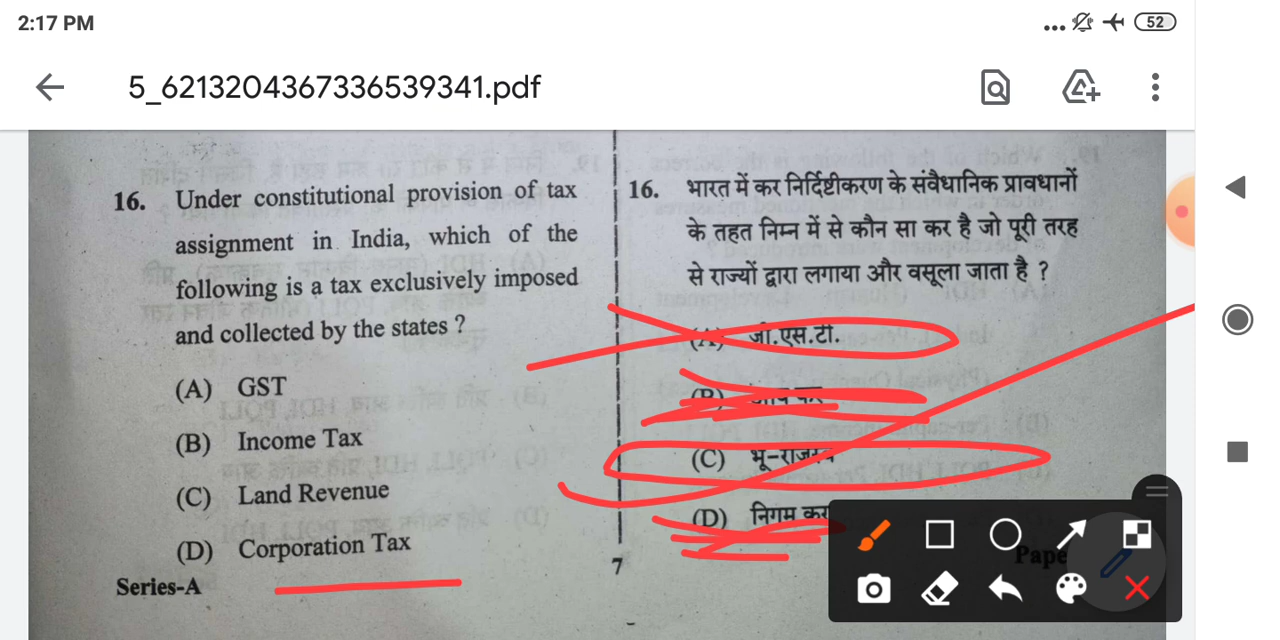 2:17 PM
52
5_6213204367336539341.pdf
16. Under constitutional provision of tax
assignment in India, which of the
following is a tax exclusively imposed
and collected by the states ?
(A) GST
(B) Income Tax
(C) Land Revenue
(D) Corporation Tax
Series-A
16. भारत में कर निर्दिष्टीकरण के संवैधानिक प्रावधानों
के तहत निम्न में से कौन सा कर है जो पूरी तरह
से राज्यों द्वारा लगाया और वसूला जाता है ?
(A) जी.एस.टी.
(B)
(C) भू-राजस्व
(D) निगम कर
7